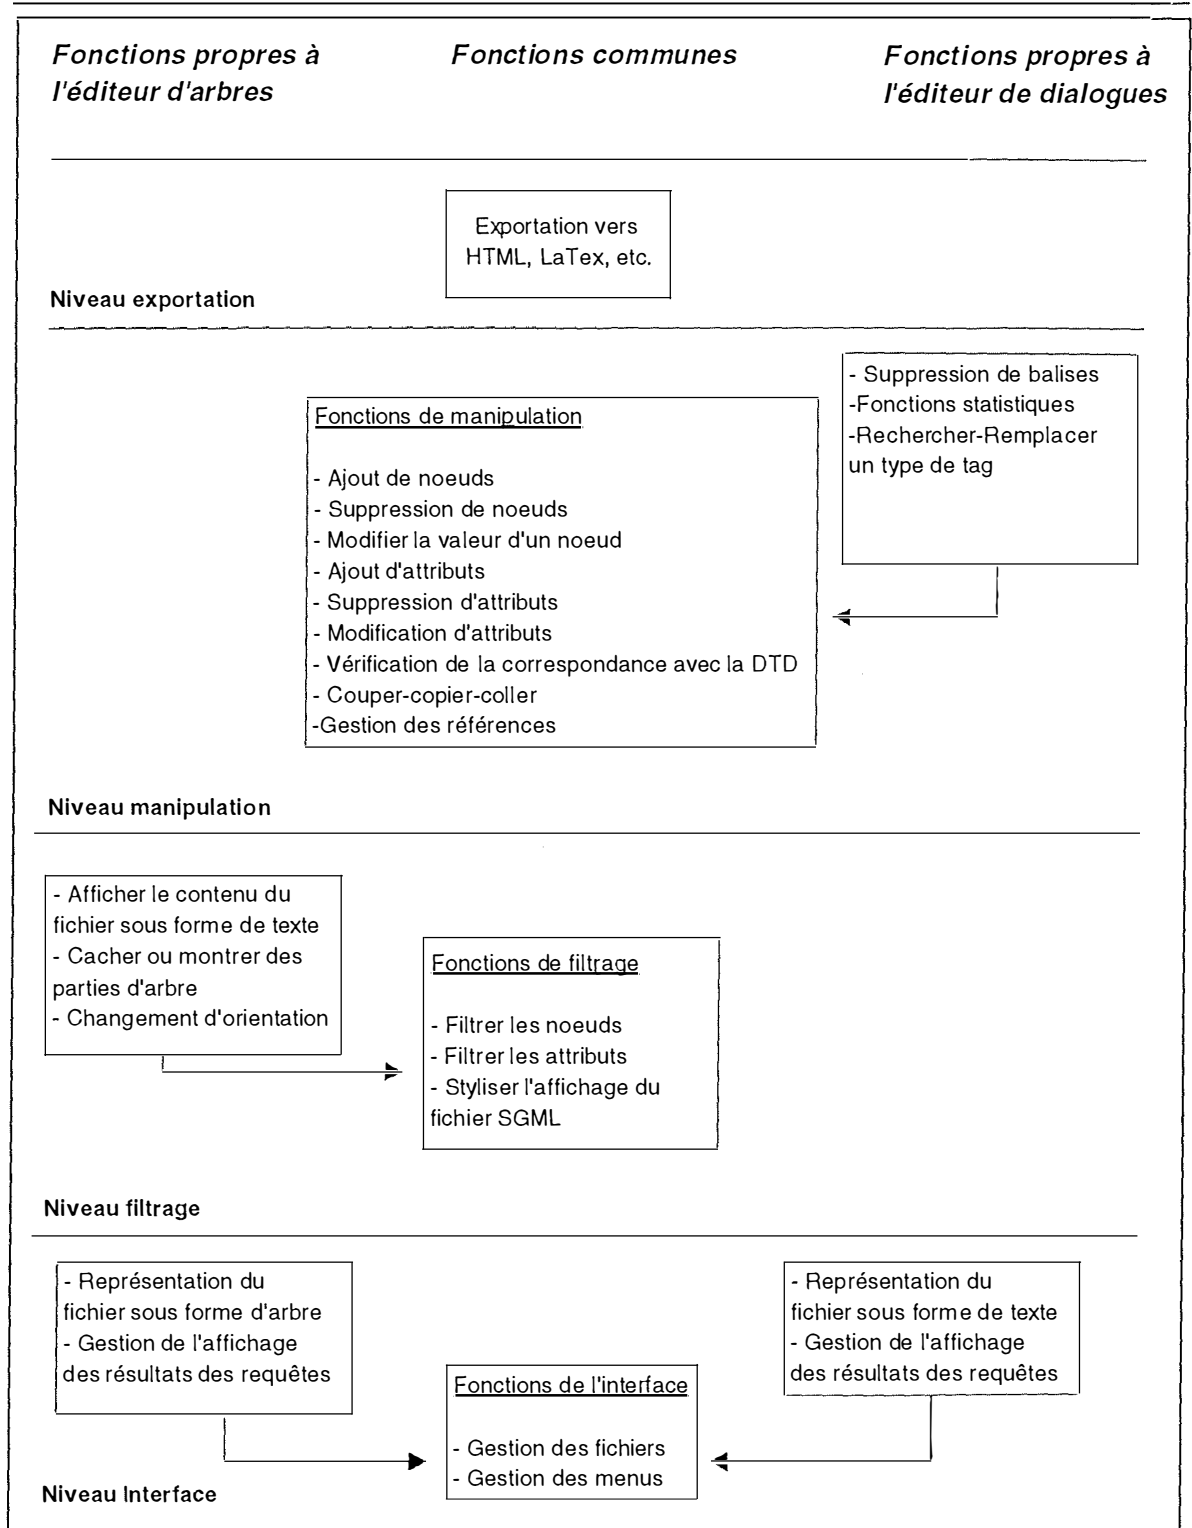 Fonctions propres à
l'éditeur d'arbres
Fonctions communes
Fonctions propres à
l'éditeur de dialogues
Exportation vers
HTML, LaTex, etc.
Niveau exportation
- Suppression de balises
-Fonctions statistiques
-Rechercher-Remplacer
un type de tag
Fonctions de manipulation
- Ajout de noeuds
- Suppression de noeuds
- Modifier la valeur d'un noeud
- Ajout d'attributs
- Suppression d'attributs
- Modification d'attributs
- Vérification de la correspondance avec la DTD
- Couper-copier-coller
-Gestion des références
Niveau manipulation
- Afficher le contenu du
fichier sous forme de texte
- Cacher ou montrer des
parties d'arbre
- Changement d'orientation
Fonctions de filtrage
- Filtrer les noeuds
- Filtrer les attributs
- Styliser l'affichage du
fichier SGML
Niveau filtrage
- Représentation du
fichier sous forme d'arbre
- Gestion de l'affichage
des résultats des requêtes
- Représentation du
fichier sous forme de texte
- Gestion de l'affichage
des résultats des requêtes
Fonctions de l'interface
- Gestion des fichiers
- Gestion des menus
Niveau Interface